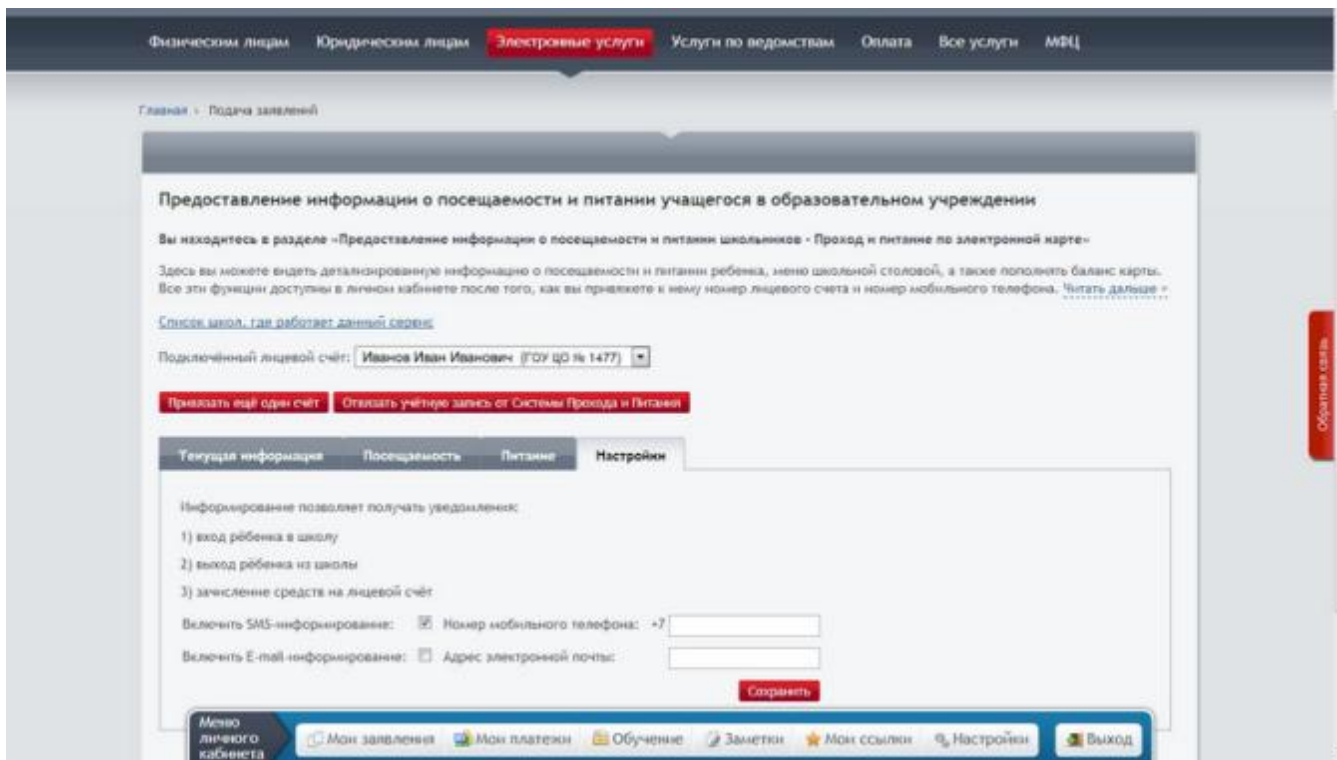 Физическим лицам Юридическим лицам Электронные услуги Услуги по ведомствам Оплата Все услуги МФЦ
Главная › Подача заявлений
Предоставление информации о посещаемости и питании учащегося в образовательном учреждении
Вы находитесь в разделе «Предоставление информации о посещаемости и питании школьников - Проход и питание по электронной карте»
Здесь вы можете видеть детализированную информацию о посещаемости и питании ребенка, меню школьной столовой, а также пополнять баланс карты.
Все эти функции доступны в личном кабинете после того, как вы привяжете к нему номер лицевого счета и номер мобильного телефона. Читать дальше
Список школ, где работает данный сервис
Подключённый лицевой счёт: Иванов Иван Иванович (ГОУ ЦО № 1477)
Привязать ещё один счёт Отвязать учётную запись от Системы Прохода и Питания
Обратная связь
Текущая информация Посещаемость Питание Настройки
Информирование позволяет получать уведомления:
1) вход рёбенка в школу
2) выход рёбенка из школы
3) зачисление средств на лицевой счёт
Включить SMS-информирование: Номер мобильного телефона: +7
Включить E-mail-информирование: Адрес электронной почты:
Сохранить
Меню
личного
кабинета
Мои заявления Мои платежи Обучение Заметки Мои ссылки Настройки Выход